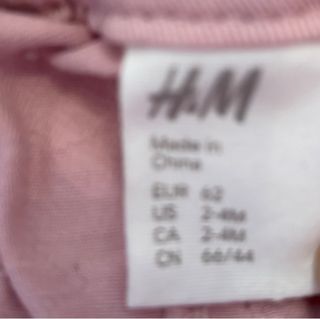 H&M
Made in
China
EUR 62
US 2-4M
CA 2-4M
CN 66/44